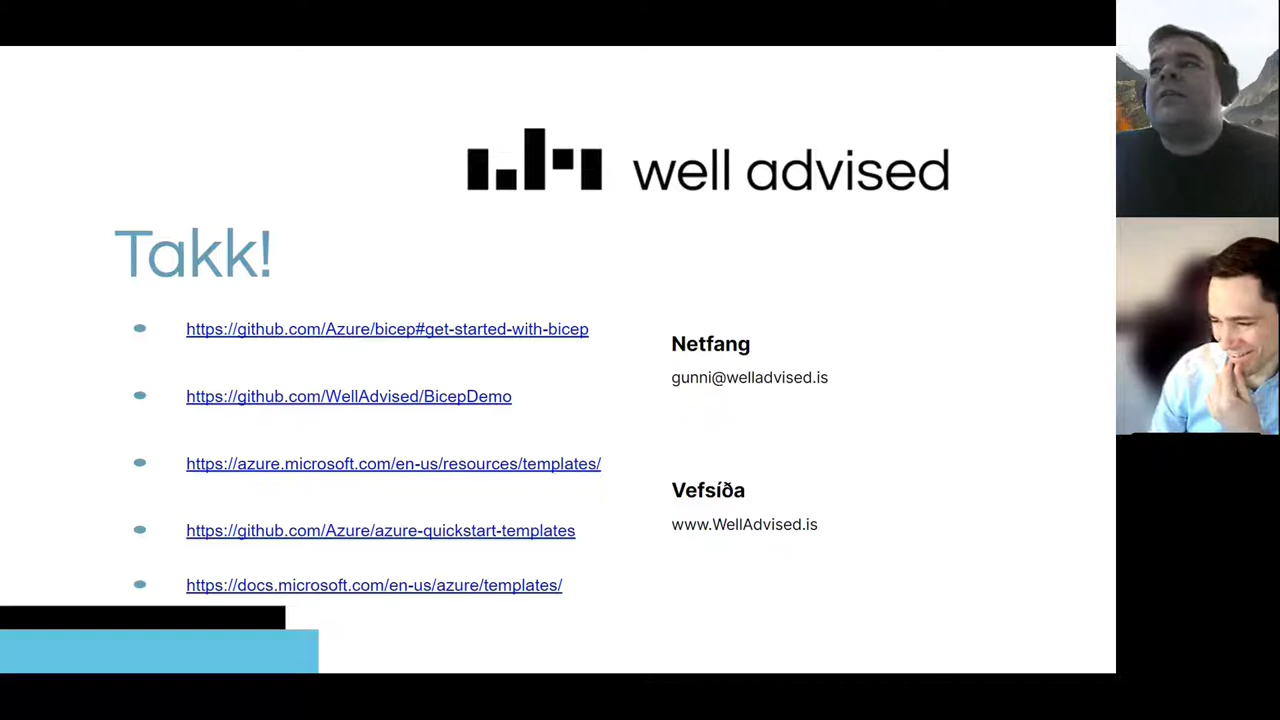 well advised
Takk!
https://github.com/Azure/bicep#get-started-with-bicep
https://github.com/WellAdvised/BicepDemo
https://azure.microsoft.com/en-us/resources/templates/
https://github.com/Azure/azure-quickstart-templates
https://docs.microsoft.com/en-us/azure/templates/
Netfang
gunni@welladvised.is
Vefsíða
www.WellAdvised.is